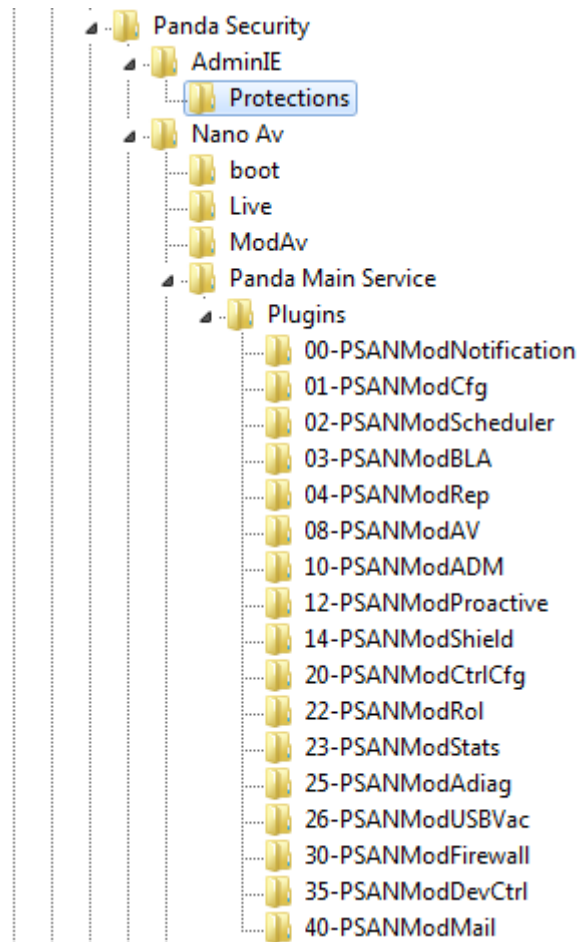 Panda Security
AdminIE
Protections
Nano Av
boot
Live
ModAv
Panda Main Service
Plugins
00-PSANModNotification
01-PSANModCfg
02-PSANModScheduler
03-PSANModBLA
04-PSANModRep
08-PSANModAV
10-PSANModADM
12-PSANModProactive
14-PSANModShield
20-PSANModCtrlCfg
22-PSANModRol
23-PSANModStats
25-PSANModAdiag
26-PSANModUSBVac
30-PSANModFirewall
35-PSANModDevCtrl
40-PSANModMail